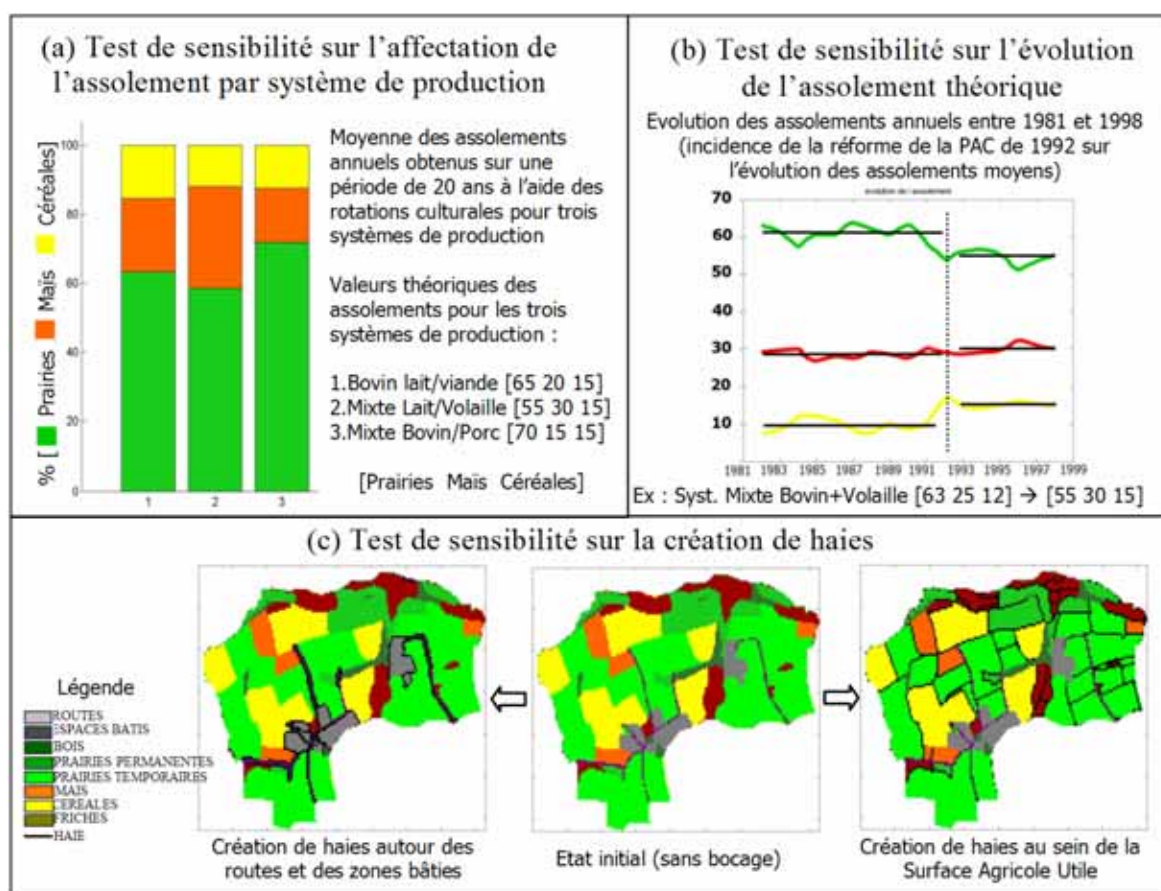 (a) Test de sensibilité sur l'affectation de
l'assolement par système de production
% [ Prairies Maïs Céréales]
100
80
60
40
20
0
1 2 3
Moyenne des assolements
annuels obtenus sur une
période de 20 ans à l'aide des
rotations culturales pour trois
systèmes de production
Valeurs théoriques des
assolements pour les trois
systèmes de production :
1.Bovin lait/viande [65 20 15]
2.Mixte Lait/Volaille [55 30 15]
3.Mixte Bovin/Porc [70 15 15]
[Prairies Maïs Céréales]
(b) Test de sensibilité sur l'évolution
de l'assolement théorique
Evolution des assolements annuels entre 1981 et 1998
(incidence de la réforme de la PAC de 1992 sur
l'évolution des assolements moyens)
evolution de l'assolement
70
60
50
40
30
20
10
1981 1983 1985 1987 1989 1991 1993 1995 1997 1999
Ex : Syst. Mixte Bovin+Volaille [63 25 12] → [55 30 15]
(c) Test de sensibilité sur la création de haies
Légende
ROUTES
ESPACES BATIS
BOIS
PRAIRIES PERMANENTES
PRAIRIES TEMPORAIRES
MAIS
CEREALES
FRICHES
HAIE
Création de haies autour des
routes et des zones bâties
Etat initial (sans bocage)
Création de haies au sein de la
Surface Agricole Utile